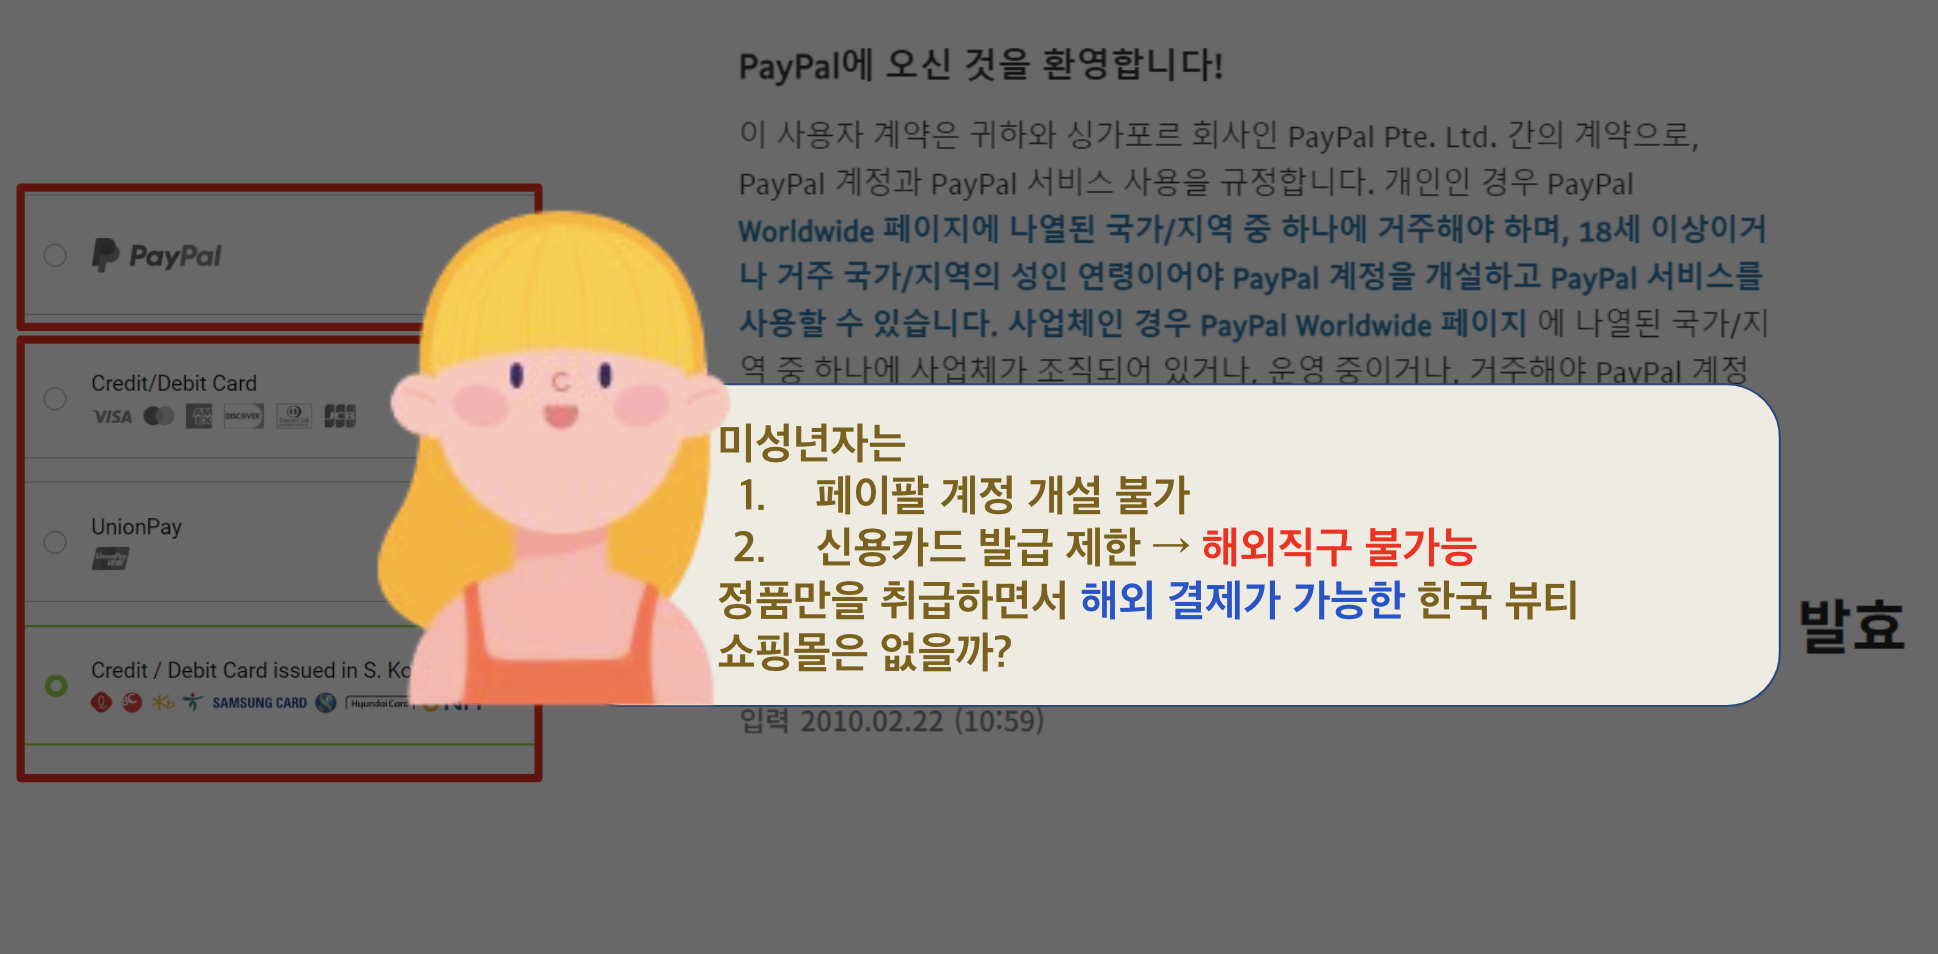 PayPal에 오신 것을 환영합니다!
이 사용자 계약은 귀하와 싱가포르 회사인 PayPal Pte. Ltd. 간의 계약으로,
PayPal 계정과 PayPal 서비스 사용을 규정합니다. 개인인 경우 PayPal
Worldwide 페이지에 나열된 국가/지역 중 하나에 거주해야 하며, 18세 이상이거
나 거주 국가/지역의 성인 연령이어야 PayPal 계정을 개설하고 PayPal 서비스를
사용할 수 있습니다. 사업체인 경우 PayPal Worldwide 페이지 에 나열된 국가/지
역 중 하나에 사업체가 조직되어 있거나, 운영 중이거나, 거주해야 PayPal 계정
PayPal
Credit/Debit Card
VISA AM EX DISCOVER Diners Club JCB
UnionPay
UnionPay
Credit / Debit Card issued in S. Ko
BC Kb SAMSUNG CARD Hyundai Card NH
미성년자는
1. 페이팔 계정 개설 불가
2. 신용카드 발급 제한 → 해외직구 불가능
정품만을 취급하면서 해외 결제가 가능한 한국 뷰티
쇼핑몰은 없을까?
발효
입력 2010.02.22 (10:59)